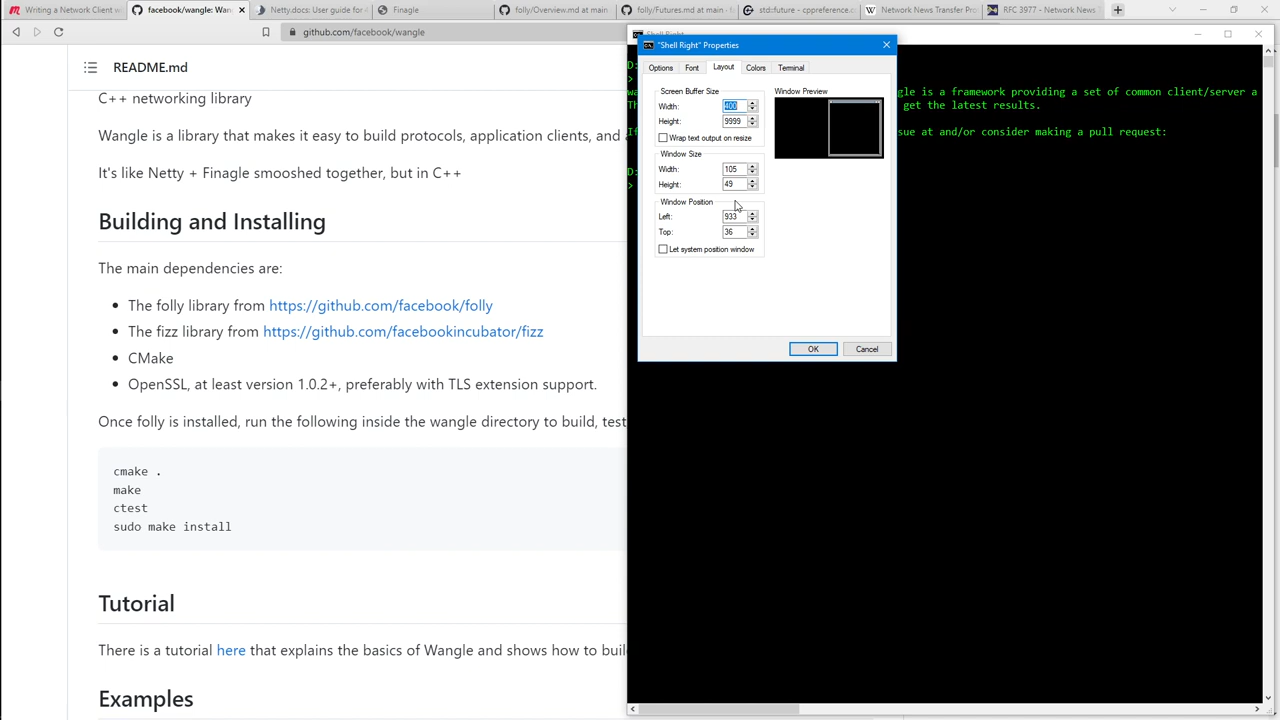 Writing a Network Client w
facebook/wangle: Wan
Netty.docs: User guide for 4
Finagle
folly/Overview.md at main
folly/Futures.md at main
std::future - cppreference.c
Network News Transfer Pro
RFC 3977 - Network News T
github.com/facebook/wangle
README.md
C++ networking library
Wangle is a library that makes it easy to build protocols, application clients, and
It's like Netty + Finagle smooshed together, but in C++
Building and Installing
The main dependencies are:
• The folly library from https://github.com/facebook/folly
• The fizz library from https://github.com/facebookincubator/fizz
• CMake
• OpenSSL, at least version 1.0.2+, preferably with TLS extension support.
Once folly is installed, run the following inside the wangle directory to build, test
cmake .
make
ctest
sudo make install
Tutorial
There is a tutorial here that explains the basics of Wangle and shows how to buil
Examples
Shell Right
"Shell Right" Properties
Options
Font
Layout
Colors
Terminal
Screen Buffer Size
Width: 400
Height: 9999
Wrap text output on resize
Window Size
Width: 105
Height: 49
Window Position
Left: 933
Top: 36
Let system position window
Window Preview
OK
Cancel
D:
>
wa
gle is a framework providing a set of common client/server a
Th
get the latest results.
If
sue at and/or consider making a pull request:
D:
>